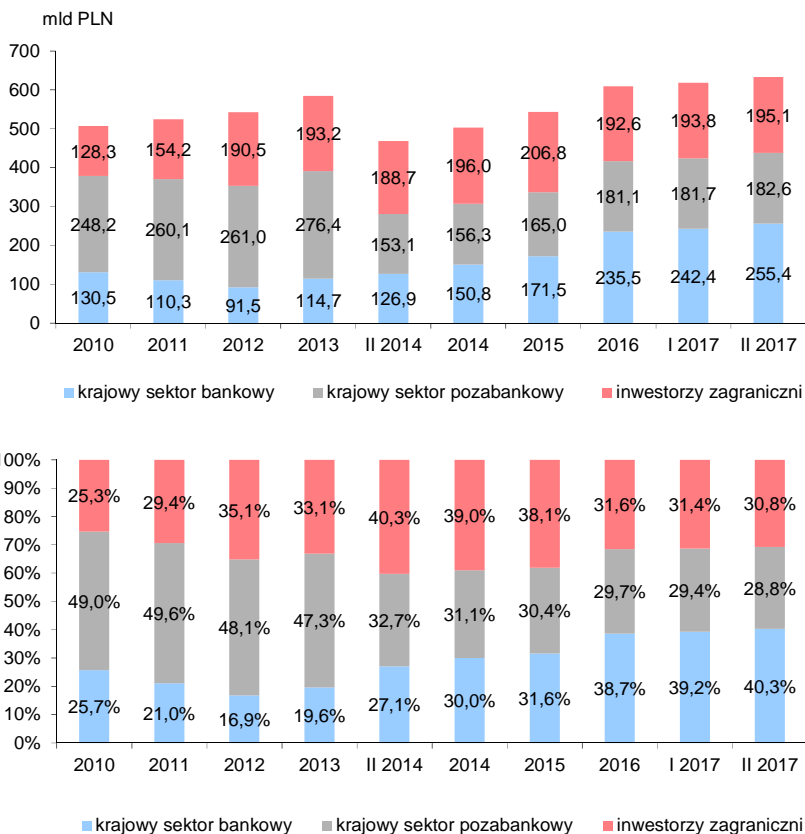 mld PLN
700
600
500
400
300
200
100
0
128,3 154,2 190,5 193,2 188,7 196,0 206,8 192,6 193,8 195,1
248,2 260,1 261,0 276,4 153,1 156,3 165,0 181,1 181,7 182,6
130,5 110,3 91,5 114,7 126,9 150,8 171,5 235,5 242,4 255,4
2010 2011 2012 2013 II 2014 2014 2015 2016 I 2017 II 2017
krajowy sektor bankowy krajowy sektor pozabankowy inwestorzy zagraniczni
100%
90%
80%
70%
60%
50%
40%
30%
20%
10%
0%
25,3% 29,4% 35,1% 33,1% 40,3% 39,0% 38,1% 31,6% 31,4% 30,8%
49,0% 49,6% 48,1% 47,3% 32,7% 31,1% 30,4% 29,7% 29,4% 28,8%
25,7% 21,0% 16,9% 19,6% 27,1% 30,0% 31,6% 38,7% 39,2% 40,3%
2010 2011 2012 2013 II 2014 2014 2015 2016 I 2017 II 2017
krajowy sektor bankowy krajowy sektor pozabankowy inwestorzy zagraniczni